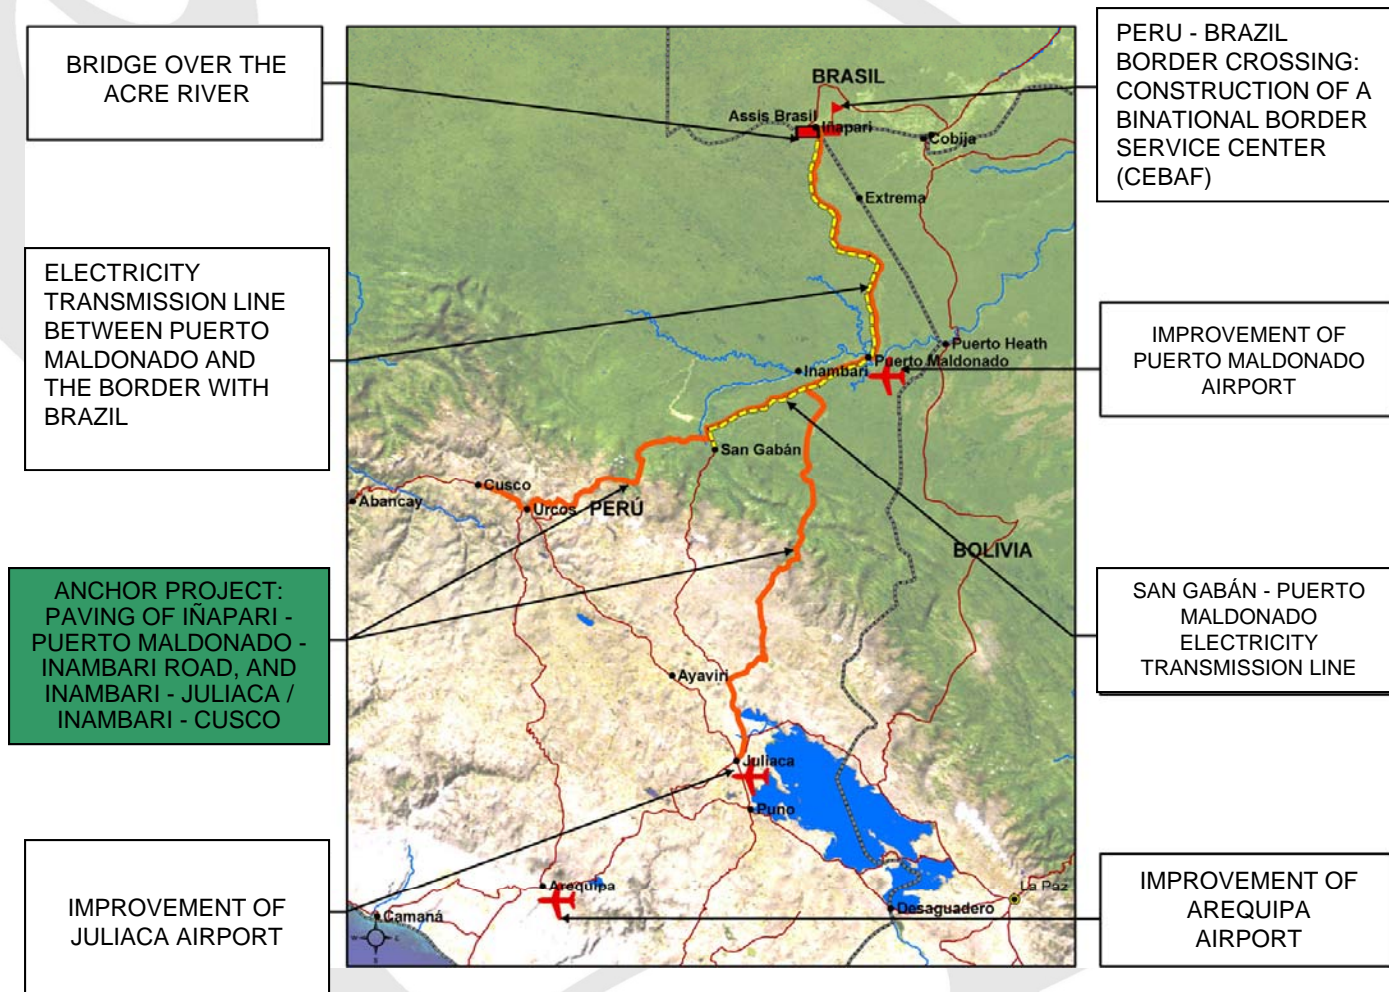 BRIDGE OVER THE
ACRE RIVER
ELECTRICITY
TRANSMISSION LINE
BETWEEN PUERTO
MALDONADO AND
THE BORDER WITH
BRAZIL
ANCHOR PROJECT:
PAVING OF IÑAPARI -
PUERTO MALDONADO -
INAMBARI ROAD, AND
INAMBARI - JULIACA /
INAMBARI - CUSCO
IMPROVEMENT OF
JULIACA AIRPORT
BRASIL
Assis Brasil
Iñapari
Cobija
Extrema
Puerto Heath
Puerto Maldonado
Inambari
San Gabán
Cusco
Abancay
Urcos
PERÚ
BOLIVIA
Ayaviri
Juliaca
Puno
Arequipa
La Paz
Camaná
Desaguadero
PERU - BRAZIL
BORDER CROSSING:
CONSTRUCTION OF A
BINATIONAL BORDER
SERVICE CENTER
(CEBAF)
IMPROVEMENT OF
PUERTO MALDONADO
AIRPORT
SAN GABÁN - PUERTO
MALDONADO
ELECTRICITY
TRANSMISSION LINE
IMPROVEMENT OF
AREQUIPA
AIRPORT